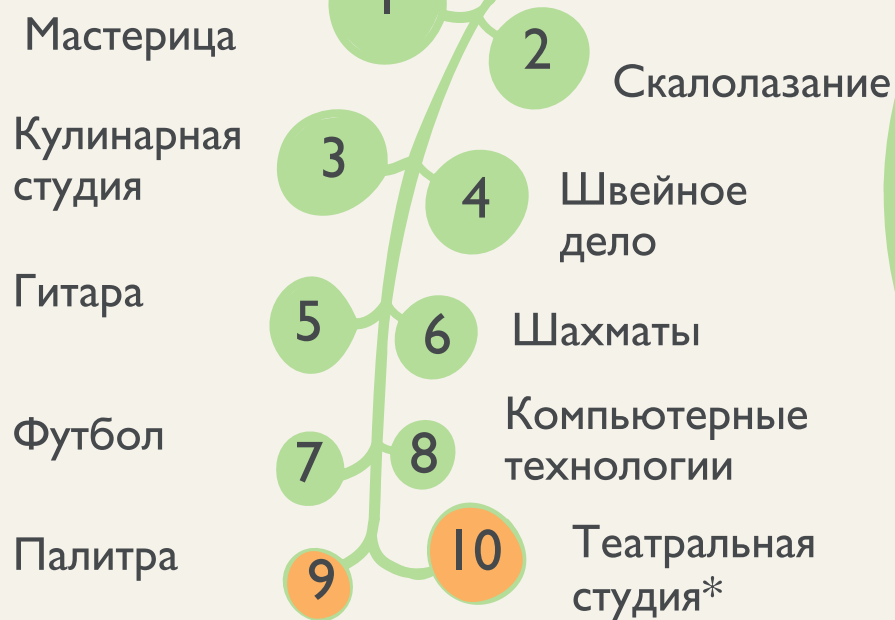 Мастерица
1
2
Скалолазание
Кулинарная
студия
3
4
Швейное
дело
Гитара
5
6
Шахматы
Футбол
7
8
Компьютерные
технологии
Палитра
9
10
Театральная
студия*